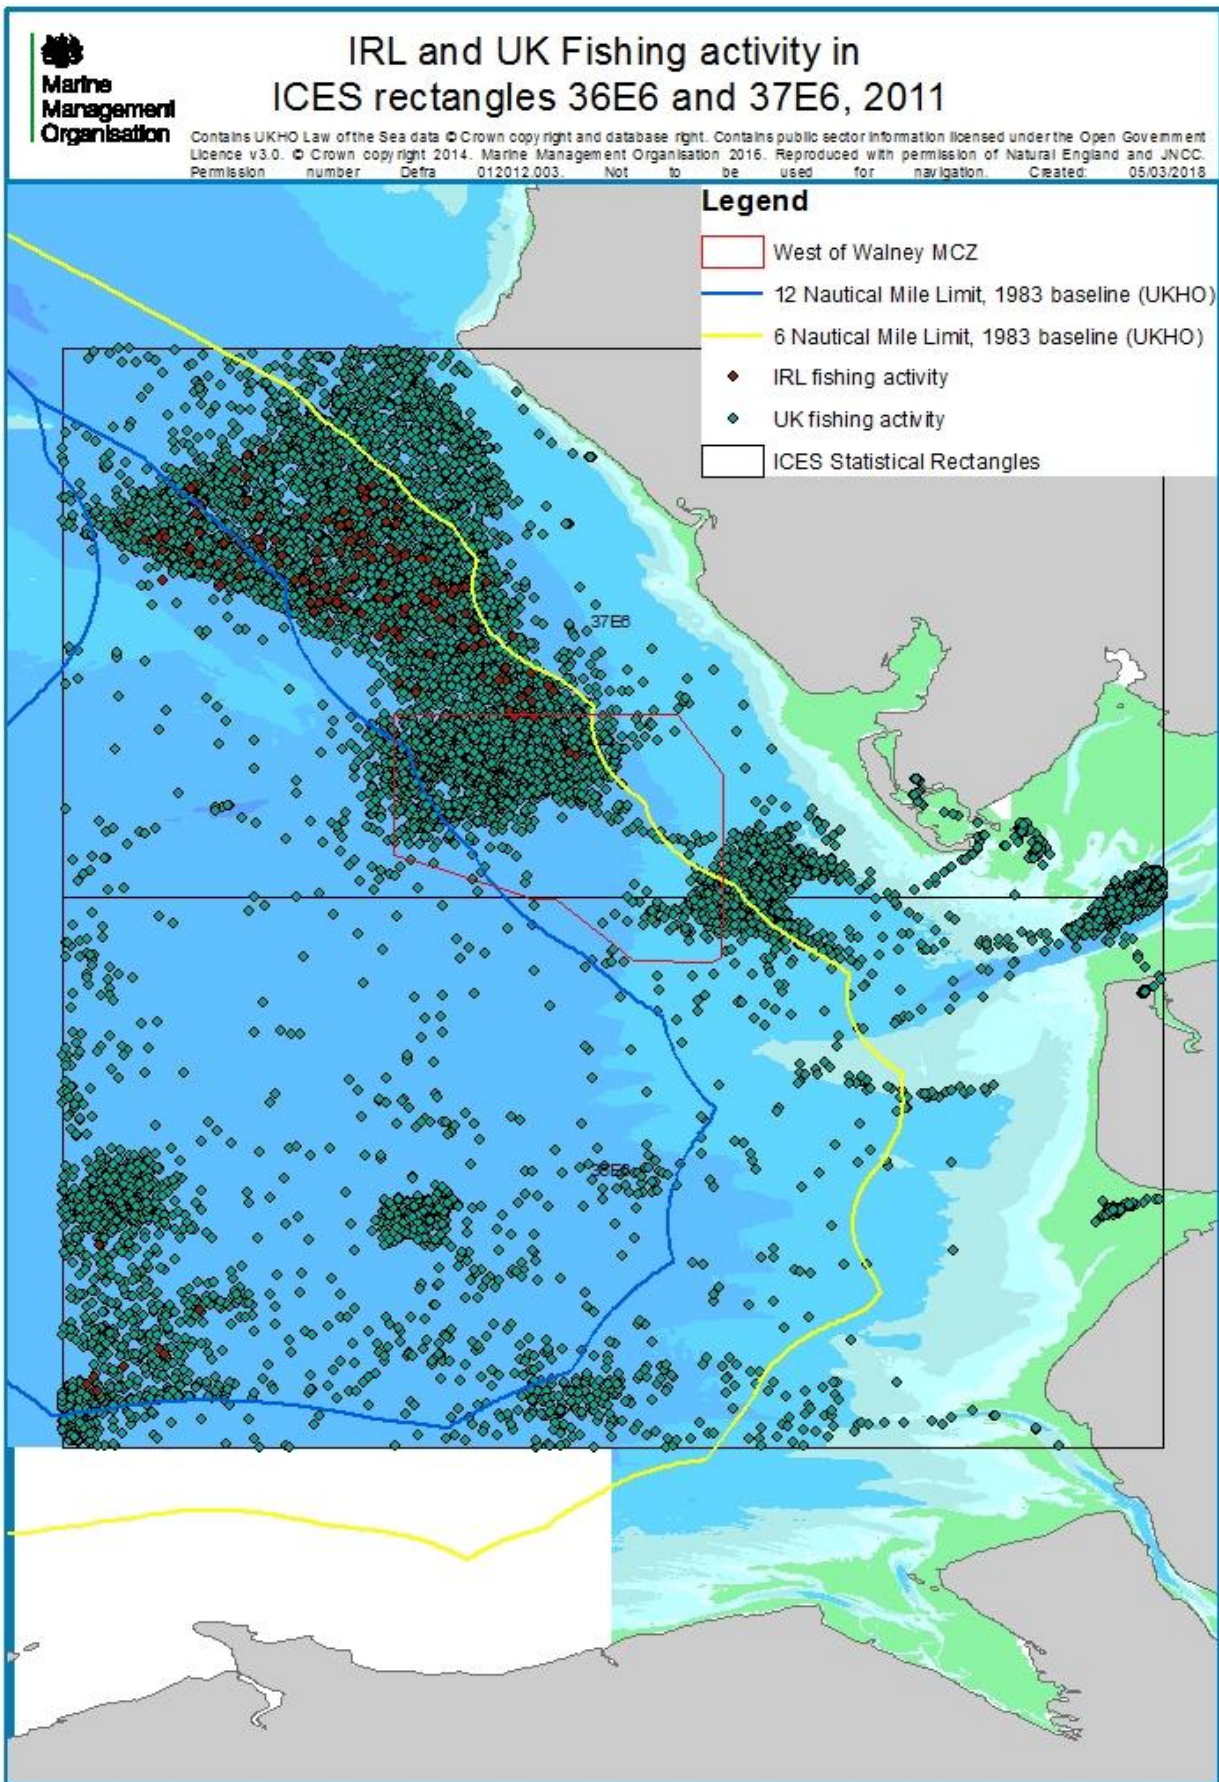 Marine
Management
Organisation
IRL and UK Fishing activity in
ICES rectangles 36E6 and 37E6, 2011
Contains UKHO Law of the Sea data © Crown copyright and database right. Contains public sector information licensed under the Open Government
Licence v3.0. © Crown copyright 2014. Marine Management Organisation 2016. Reproduced with permission of Natural England and JNCC.
Permission number Defra 012012.003. Not to be used for navigation. Created: 05/03/2018
Legend
West of Walney MCZ
12 Nautical Mile Limit, 1983 baseline (UKHO)
6 Nautical Mile Limit, 1983 baseline (UKHO)
IRL fishing activity
UK fishing activity
ICES Statistical Rectangles
37E6
36E6